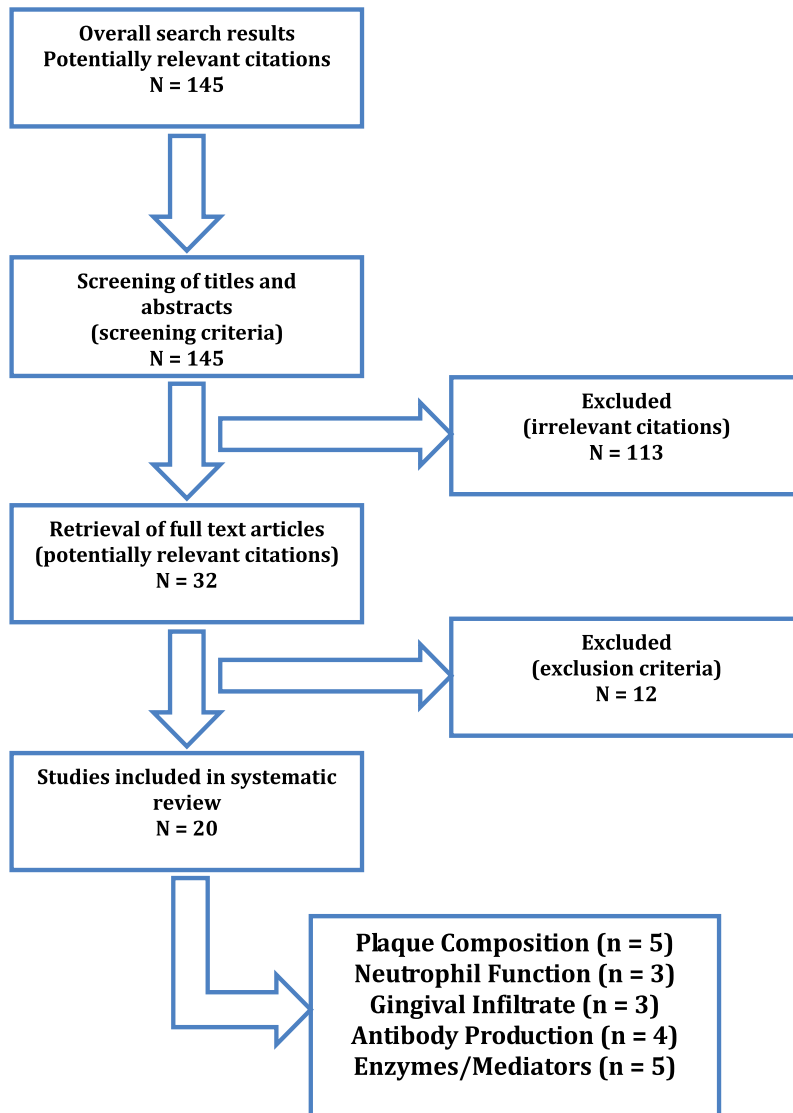 Overall search results
Potentially relevant citations
N = 145
Screening of titles and
abstracts
(screening criteria)
N = 145
Excluded
(irrelevant citations)
N = 113
Retrieval of full text articles
(potentially relevant citations)
N = 32
Excluded
(exclusion criteria)
N = 12
Studies included in systematic
review
N = 20
Plaque Composition (n = 5)
Neutrophil Function (n = 3)
Gingival Infiltrate (n = 3)
Antibody Production (n = 4)
Enzymes/Mediators (n = 5)